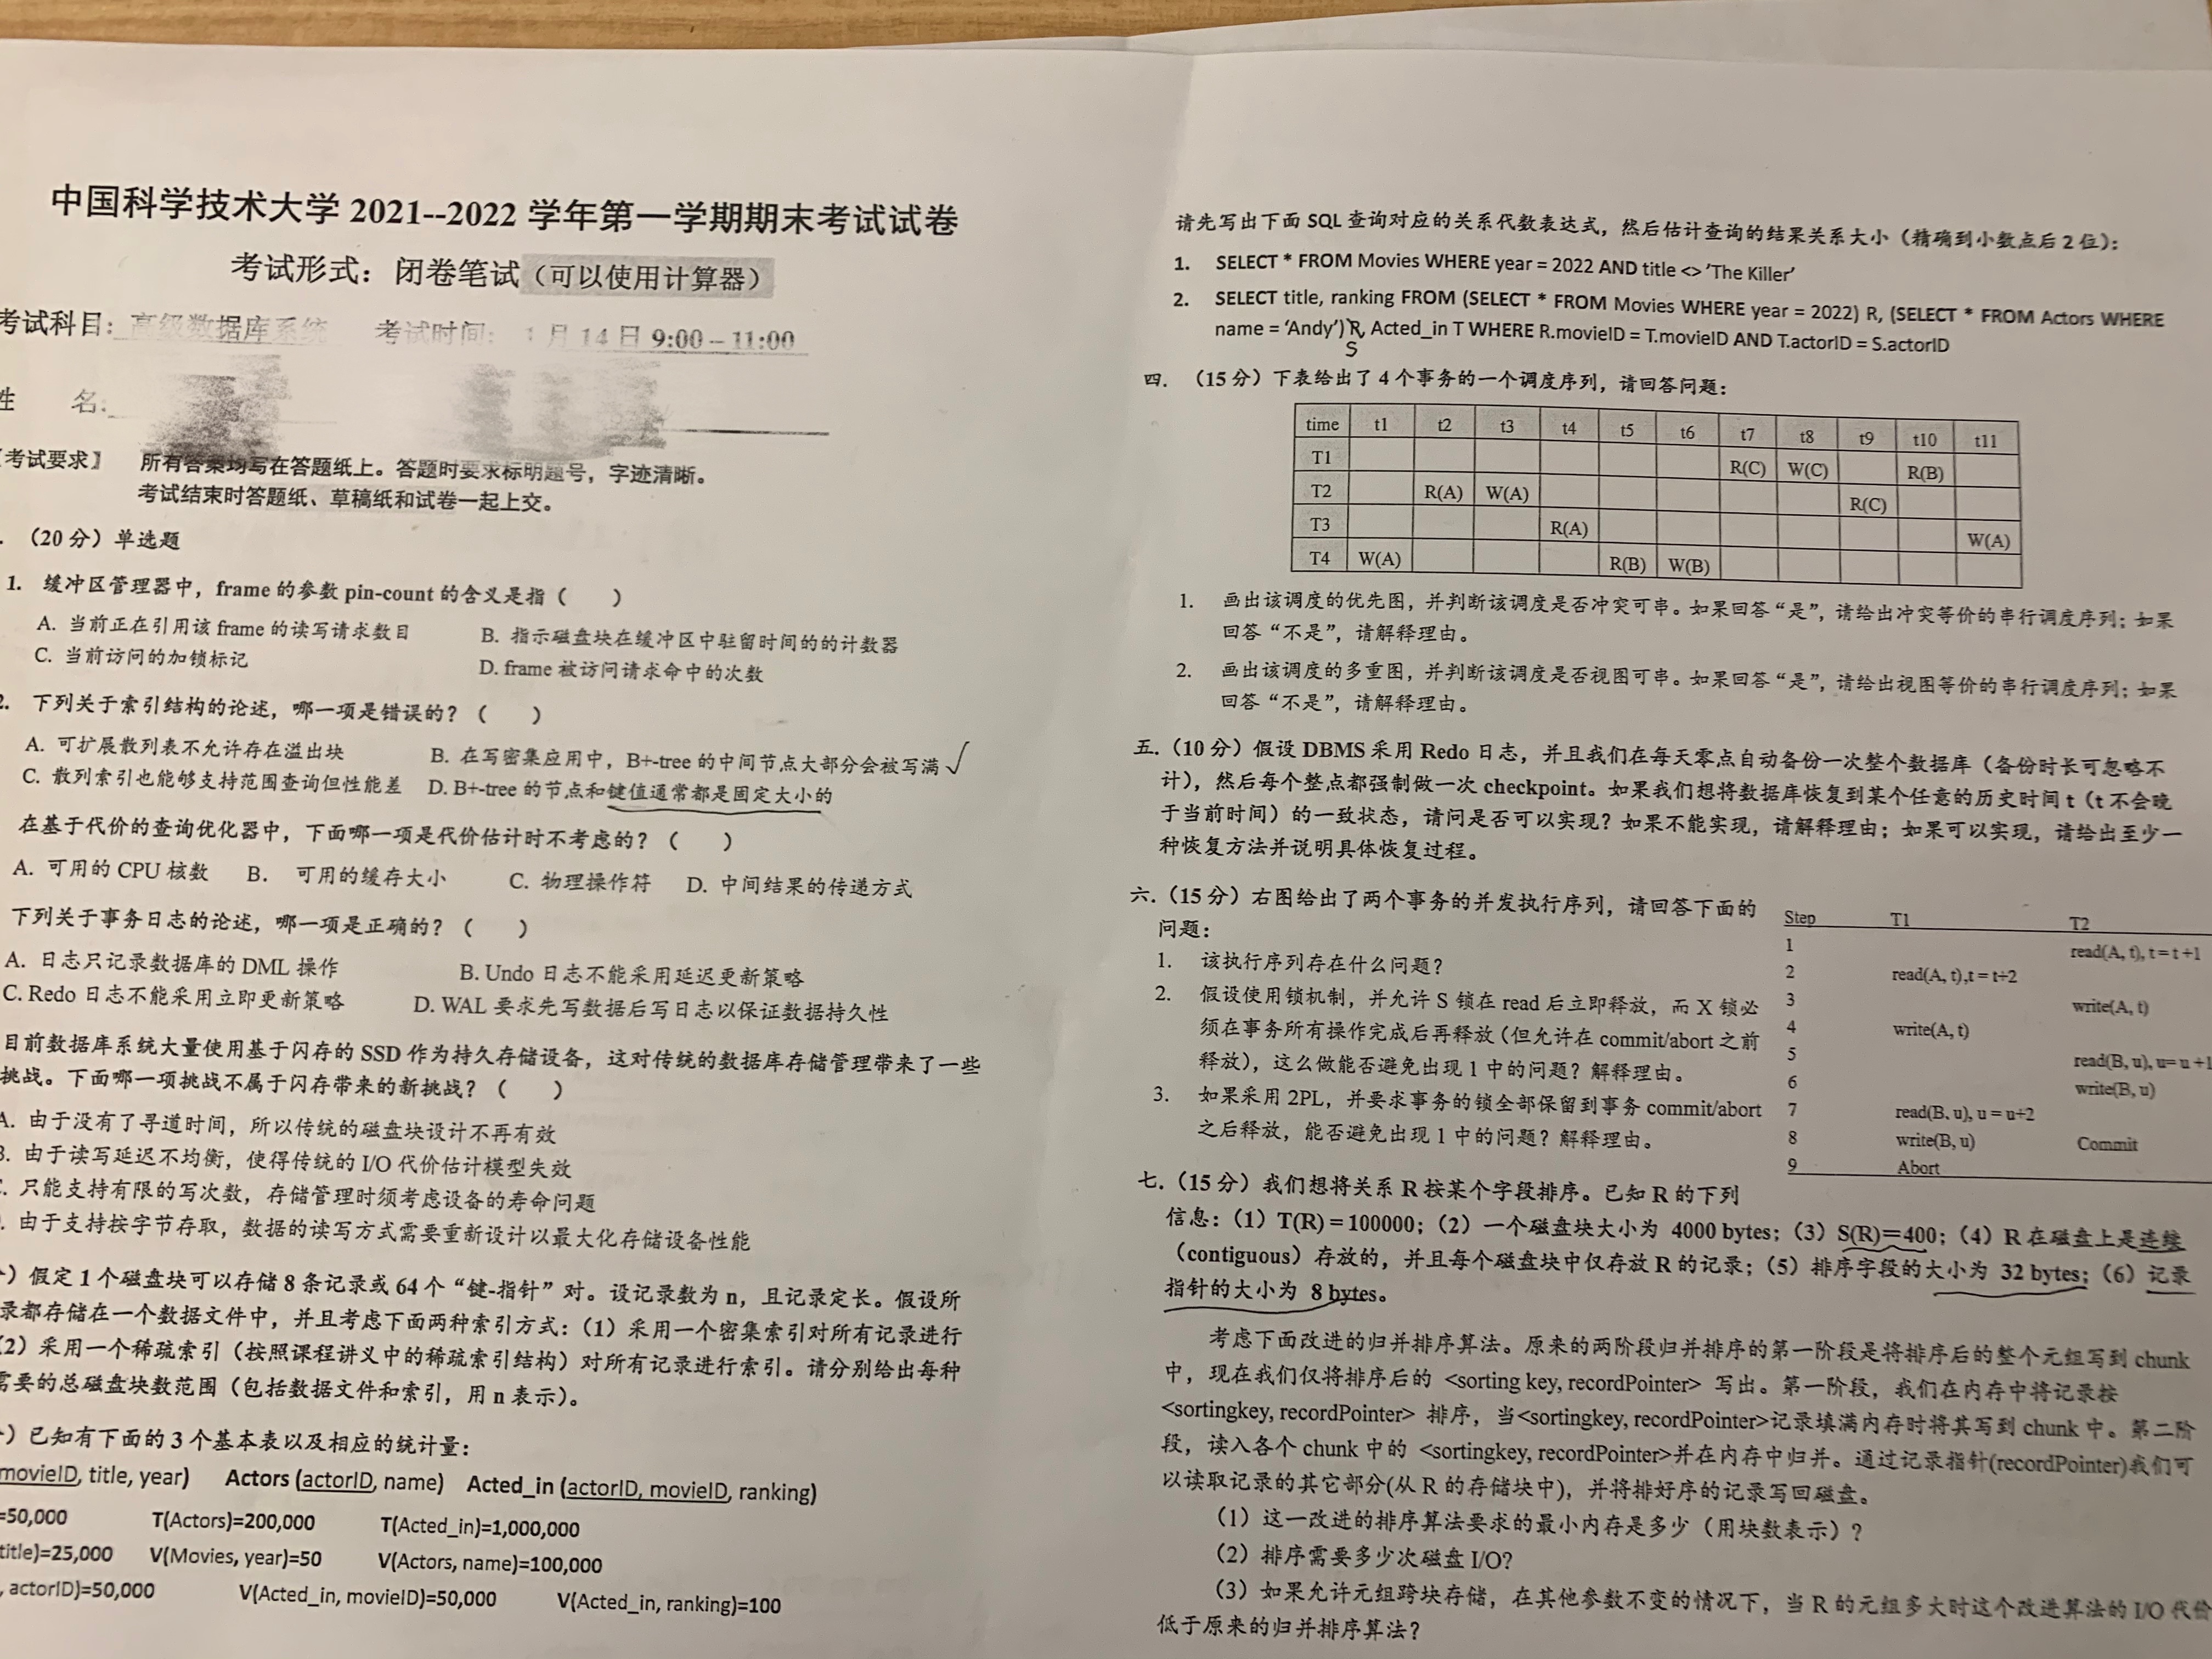 中国科学技术大学 2021--2022 学年第一学期期末考试试卷
考试形式：闭卷笔试（可以使用计算器）
考试科目：高级数据库系统 考试时间： 1 月 14 日 9:00 – 11:00
姓 名：
【考试要求】 所有答案均写在答题纸上。答题时要求标明题号，字迹清晰。
考试结束时答题纸、草稿纸和试卷一起上交。
. （20 分）单选题
1. 缓冲区管理器中，frame 的参数 pin-count 的含义是指（ ）
A. 当前正在引用该 frame 的读写请求数目 B. 指示磁盘块在缓冲区中驻留时间的的计数器
C. 当前访问的加锁标记 D. frame 被访问请求命中的次数
2. 下列关于索引结构的论述，哪一项是错误的？（ ）
A. 可扩展散列表不允许存在溢出块 B. 在写密集应用中，B+-tree 的中间节点大部分会被写满 √
C. 散列索引也能够支持范围查询但性能差 D. B+-tree 的节点和键值通常都是固定大小的
在基于代价的查询优化器中，下面哪一项是代价估计时不考虑的？（ ）
A. 可用的 CPU 核数 B. 可用的缓存大小 C. 物理操作符 D. 中间结果的传递方式
下列关于事务日志的论述，哪一项是正确的？（ ）
A. 日志只记录数据库的 DML 操作 B. Undo 日志不能采用延迟更新策略
C. Redo 日志不能采用立即更新策略 D. WAL 要求先写数据后写日志以保证数据持久性
目前数据库系统大量使用基于闪存的 SSD 作为持久存储设备，这对传统的数据库存储管理带来了一些
挑战。下面哪一项挑战不属于闪存带来的新挑战？（ ）
A. 由于没有了寻道时间，所以传统的磁盘块设计不再有效
B. 由于读写延迟不均衡，使得传统的 I/O 代价估计模型失效
. 只能支持有限的写次数，存储管理时须考虑设备的寿命问题
. 由于支持按字节存取，数据的读写方式需要重新设计以最大化存储设备性能
）假定 1 个磁盘块可以存储 8 条记录或 64 个“键-指针”对。设记录数为 n，且记录定长。假设所
录都存储在一个数据文件中，并且考虑下面两种索引方式：（1）采用一个密集索引对所有记录进行
（2）采用一个稀疏索引（按照课程讲义中的稀疏索引结构）对所有记录进行索引。请分别给出每种
需要的总磁盘块数范围（包括数据文件和索引，用 n 表示）。
）已知有下面的 3 个基本表以及相应的统计量：
movieID, title, year) Actors (actorID, name) Acted_in (actorID, movieID, ranking)
=50,000 T(Actors)=200,000 T(Acted_in)=1,000,000
title)=25,000 V(Movies, year)=50 V(Actors, name)=100,000
, actorID)=50,000 V(Acted_in, movieID)=50,000 V(Acted_in, ranking)=100
请先写出下面 SQL 查询对应的关系代数表达式，然后估计查询的结果关系大小（精确到小数点后 2 位）：
1. SELECT * FROM Movies WHERE year = 2022 AND title <> ’The Killer’
2. SELECT title, ranking FROM (SELECT * FROM Movies WHERE year = 2022) R, (SELECT * FROM Actors WHERE
name = ‘Andy’) R, Acted_in T WHERE R.movieID = T.movieID AND T.actorID = S.actorID
S
四. （15 分）下表给出了 4 个事务的一个调度序列，请回答问题：
time t1 t2 t3 t4 t5 t6 t7 t8 t9 t10 t11
T1 R(C) W(C) R(B)
T2 R(A) W(A) R(C)
T3 R(A) W(A)
T4 W(A) R(B) W(B)
1. 画出该调度的优先图，并判断该调度是否冲突可串。如果回答“是”，请给出冲突等价的串行调度序列；如果
回答“不是”，请解释理由。
2. 画出该调度的多重图，并判断该调度是否视图可串。如果回答“是”，请给出视图等价的串行调度序列；如果
回答“不是”，请解释理由。
五.（10 分）假设 DBMS 采用 Redo 日志，并且我们在每天零点自动备份一次整个数据库（备份时长可忽略不
计），然后每个整点都强制做一次 checkpoint。如果我们想将数据库恢复到某个任意的历史时间 t（t 不会晚
于当前时间）的一致状态，请问是否可以实现？如果不能实现，请解释理由；如果可以实现，请给出至少一
种恢复方法并说明具体恢复过程。
六.（15 分）右图给出了两个事务的并发执行序列，请回答下面的
问题：
1. 该执行序列存在什么问题？
2. 假设使用锁机制，并允许 S 锁在 read 后立即释放，而 X 锁必
须在事务所有操作完成后再释放（但允许在 commit/abort 之前
释放），这么做能否避免出现 1 中的问题？解释理由。
3. 如果采用 2PL，并要求事务的锁全部保留到事务 commit/abort
之后释放，能否避免出现 1 中的问题？解释理由。
Step T1 T2
1 read(A, t), t = t +1
2 read(A, t),t = t÷2
3 write(A, t)
4 write(A, t)
5 read(B, u), u= u +1
6 write(B, u)
7 read(B, u), u = u÷2
8 write(B, u) Commit
9 Abort
七.（15 分）我们想将关系 R 按某个字段排序。已知 R 的下列
信息：（1）T(R) = 100000；（2）一个磁盘块大小为 4000 bytes；（3）S(R)＝400；（4）R 在磁盘上是连续
（contiguous）存放的，并且每个磁盘块中仅存放 R 的记录；（5）排序字段的大小为 32 bytes；（6）记录
指针的大小为 8 bytes。
考虑下面改进的归并排序算法。原来的两阶段归并排序的第一阶段是将排序后的整个元组写到 chunk
中，现在我们仅将排序后的 <sorting key, recordPointer> 写出。第一阶段，我们在内存中将记录按
<sortingkey, recordPointer> 排序，当<sortingkey, recordPointer>记录填满内存时将其写到 chunk 中。第二阶
段，读入各个 chunk 中的 <sortingkey, recordPointer>并在内存中归并。通过记录指针(recordPointer)我们可
以读取记录的其它部分(从 R 的存储块中)，并将排好序的记录写回磁盘。
（1）这一改进的排序算法要求的最小内存是多少（用块数表示）？
（2）排序需要多少次磁盘 I/O?
（3）如果允许元组跨块存储，在其他参数不变的情况下，当 R 的元组多大时这个改进算法的 I/O 代价
低于原来的归并排序算法？